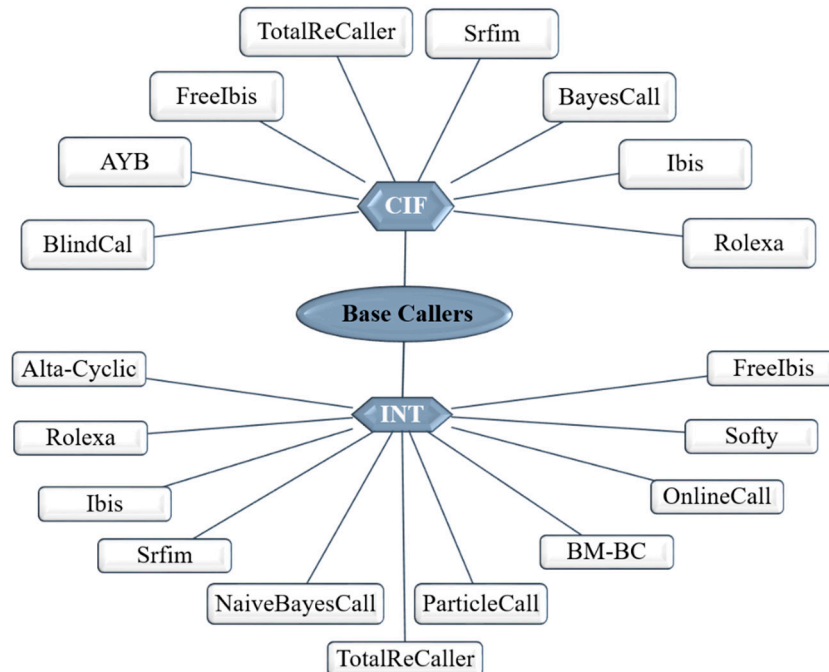 TotalReCaller
Srfim
FreeIbis
BayesCall
AYB
Ibis
CIF
BlindCal
Rolexa
Base Callers
Alta-Cyclic
FreeIbis
INT
Rolexa
Softy
Ibis
OnlineCall
Srfim
BM-BC
NaiveBayesCall
ParticleCall
TotalReCaller